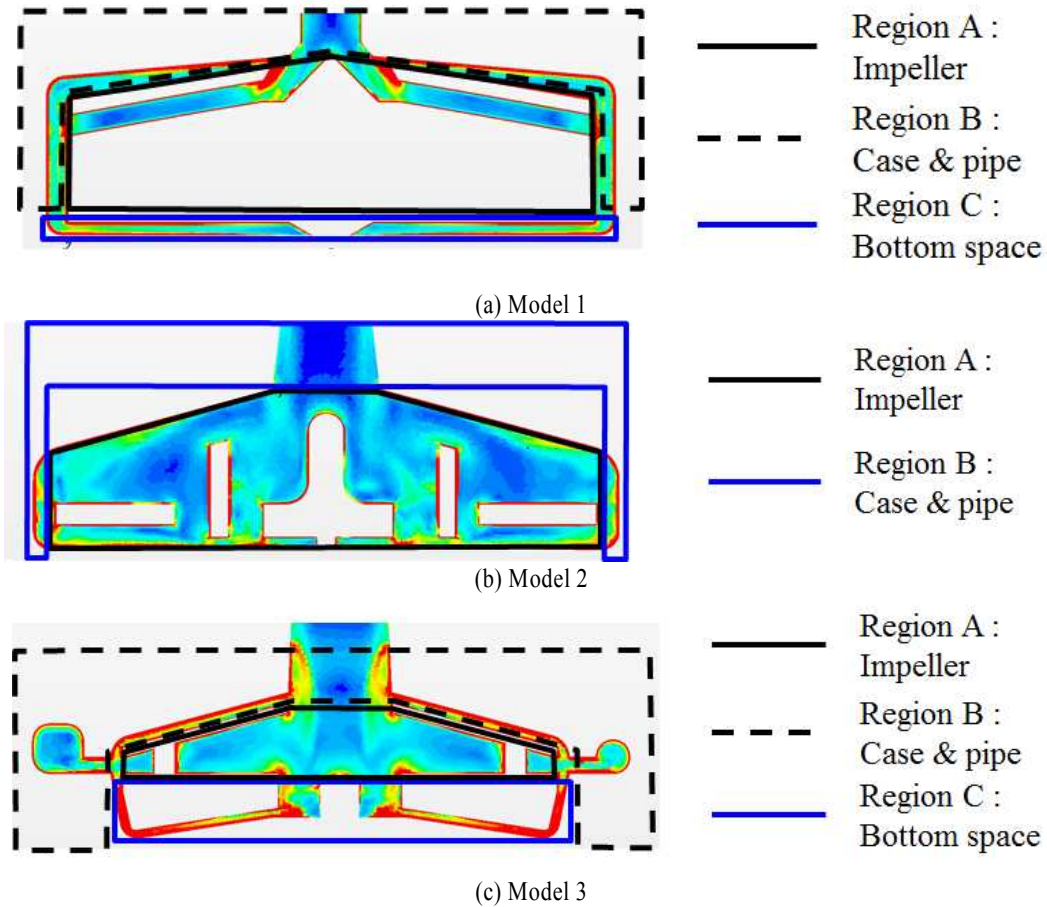 Region A :
Impeller
Region B :
Case & pipe
Region C :
Bottom space
(a) Model 1
Region A :
Impeller
Region B :
Case & pipe
(b) Model 2
Region A :
Impeller
Region B :
Case & pipe
Region C :
Bottom space
(c) Model 3